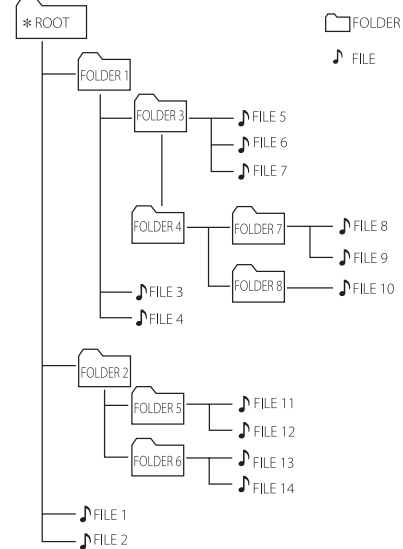 * ROOT
FOLDER
FILE
FOLDER 1
FOLDER 3
FILE 5
FILE 6
FILE 7
FOLDER 4
FOLDER 7
FILE 8
FILE 9
FOLDER 8
FILE 10
FILE 3
FILE 4
FOLDER 2
FOLDER 5
FILE 11
FILE 12
FOLDER 6
FILE 13
FILE 14
FILE 1
FILE 2